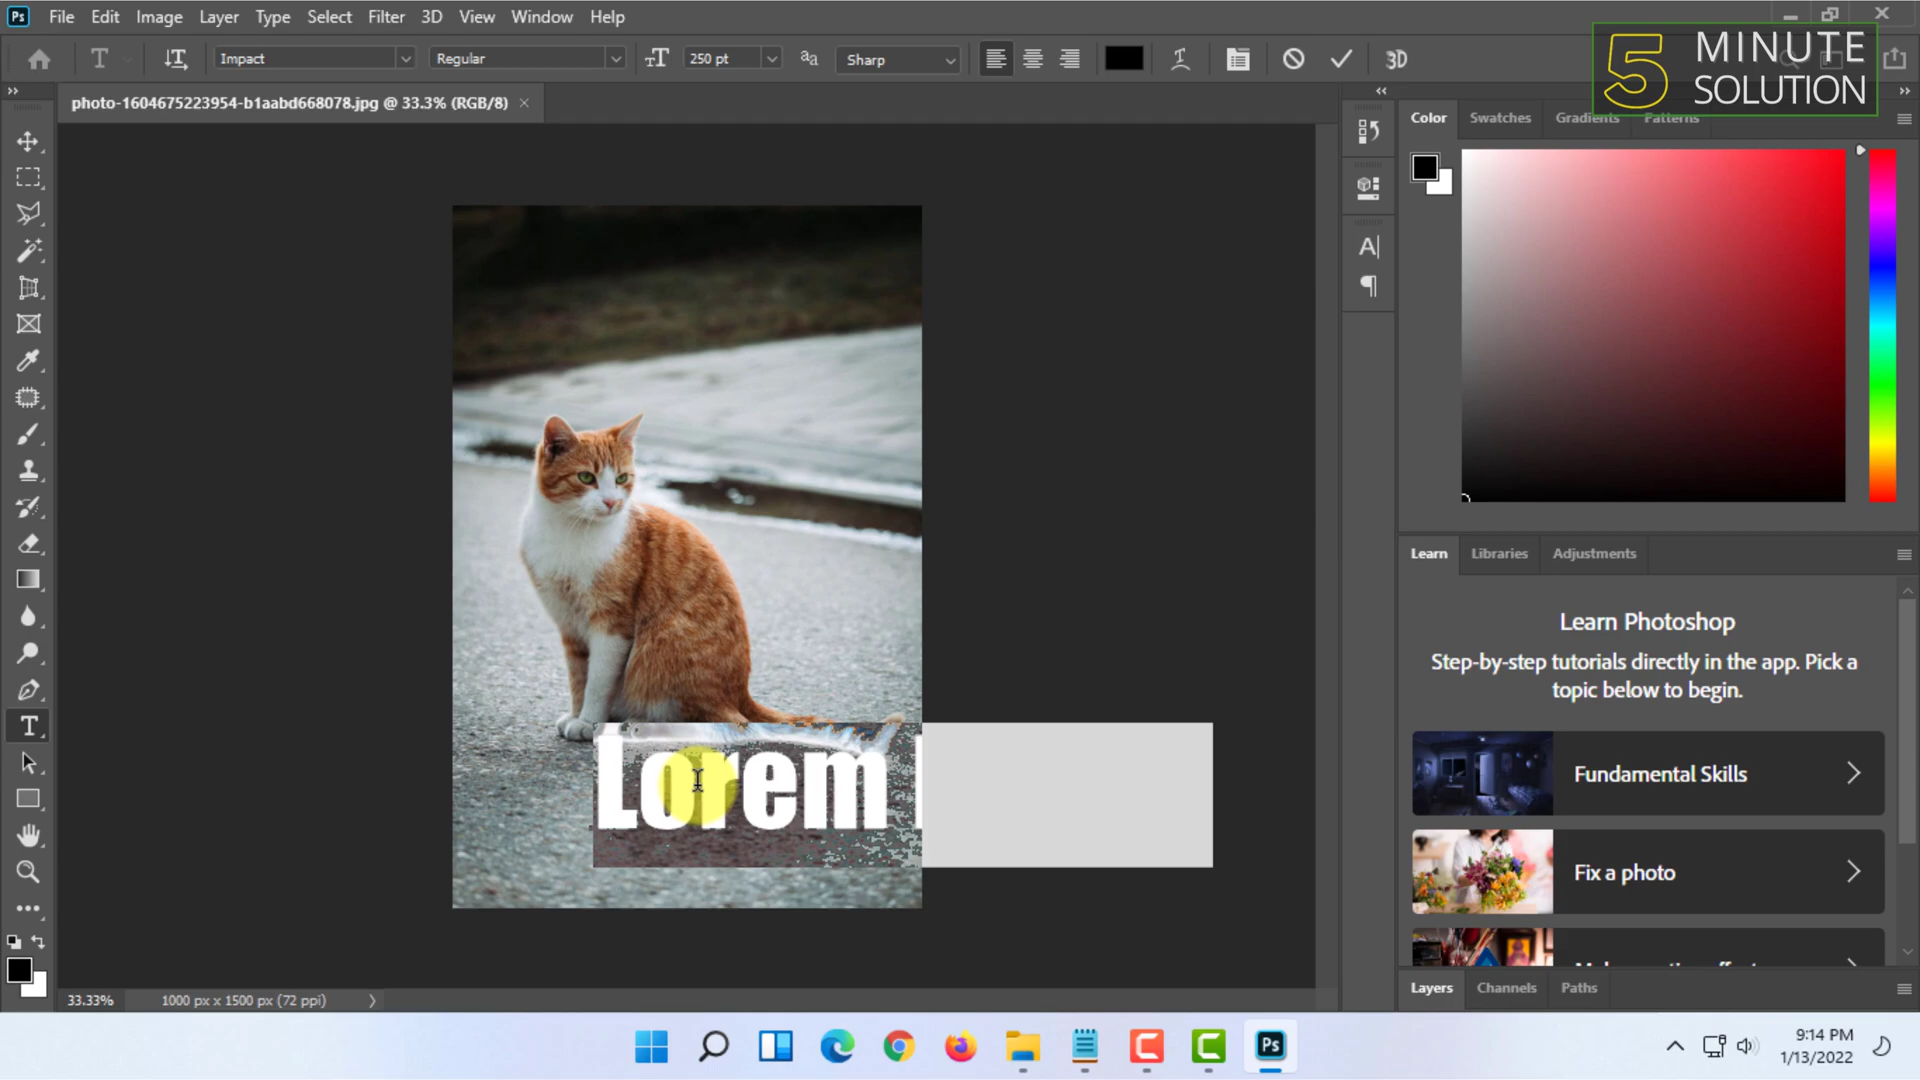 Ps File Edit Image Layer Type Select Filter 3D View Window Help
T Impact Regular 250 pt aa Sharp 3D
5 MINUTE
SOLUTION
photo-1604675223954-b1aabd668078.jpg @ 33.3% (RGB/8)
Color Swatches Gradients Patterns
Learn Libraries Adjustments
Learn Photoshop
Step-by-step tutorials directly in the app. Pick a
topic below to begin.
Fundamental Skills
Fix a photo
Lorem
33.33% 1000 px x 1500 px (72 ppi)
Layers Channels Paths
Ps
9:14 PM
1/13/2022